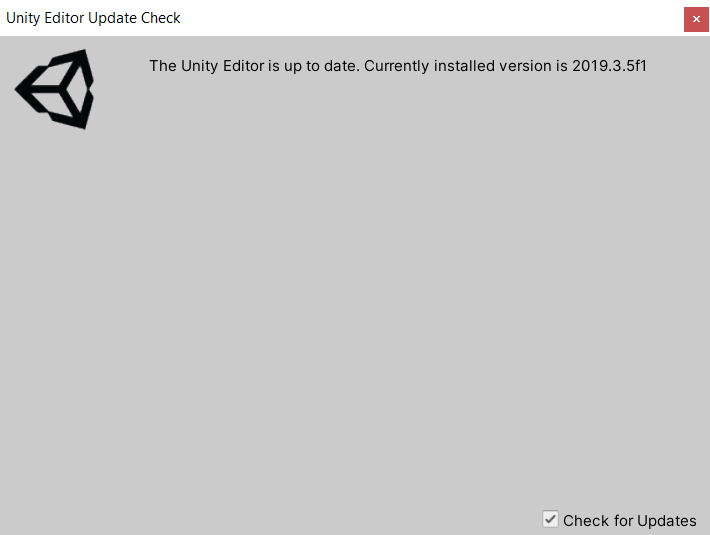 Unity Editor Update Check
The Unity Editor is up to date. Currently installed version is 2019.3.5f1
Check for Updates